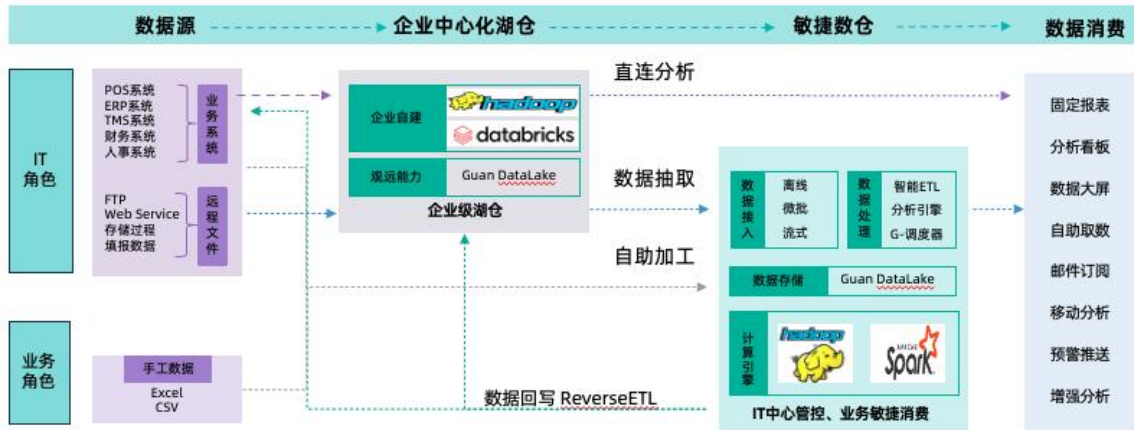 数据源
企业中心化湖仓
敏捷数仓
数据消费
IT
角色
POS系统
ERP系统
TMS系统
财务系统
人事系统
业务系统
FTP
Web Service
存储过程
填报数据
远程文件
企业自建
hadoop
databricks
观远能力
Guan DataLake
企业级湖仓
直连分析
数据抽取
自助加工
数据接入
离线
微批
流式
数据处理
智能ETL
分析引擎
G-调度器
数据存储
Guan DataLake
计算引擎
hadoop
APACHE
Spark
IT中心管控、业务敏捷消费
固定报表
分析看板
数据大屏
自助取数
邮件订阅
移动分析
预警推送
增强分析
业务
角色
手工数据
Excel
CSV
数据回写 ReverseETL